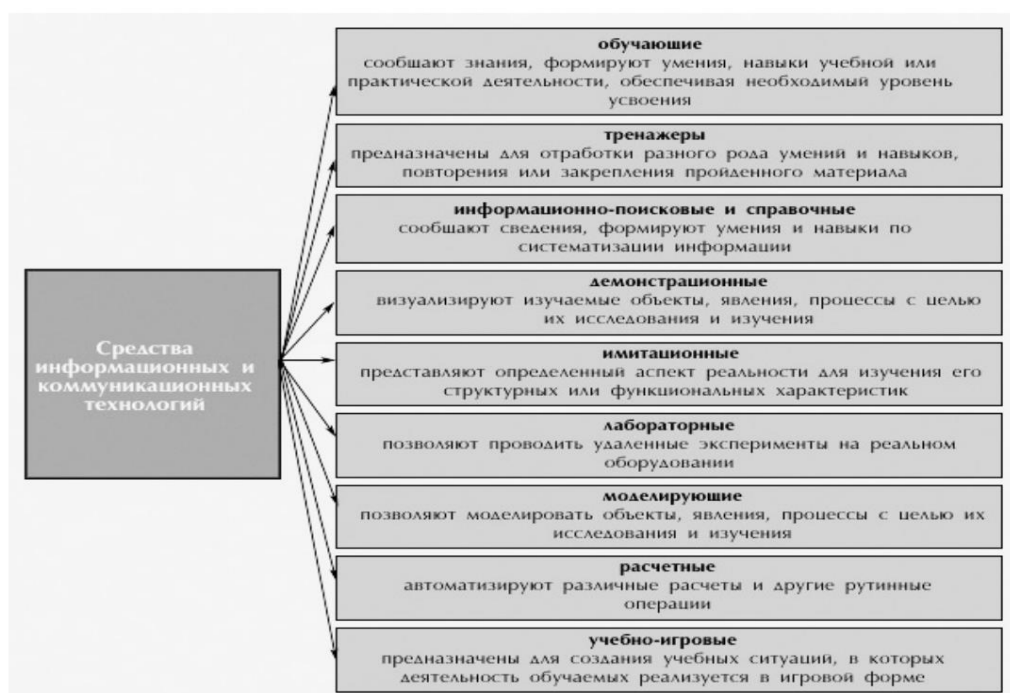 обучающие
сообщают знания, формируют умения, навыки учебной или
практической деятельности, обеспечивая необходимый уровень
усвоения
тренажеры
предназначены для отработки разного рода умений и навыков,
повторения или закрепления пройденного материала
информационно-поисковые и справочные
сообщают сведения, формируют умения и навыки по
систематизации информации
демонстрационные
визуализируют изучаемые объекты, явления, процессы с целью
их исследования и изучения
Средства
информационных и
коммуникационных
технологий
имитационные
представляют определенный аспект реальности для изучения его
структурных или функциональных характеристик
лабораторные
позволяют проводить удаленные эксперименты на реальном
оборудовании
моделирующие
позволяют моделировать объекты, явления, процессы с целью их
исследования и изучения
расчетные
автоматизируют различные расчеты и другие рутинные
операции
учебно-игровые
предназначены для создания учебных ситуаций, в которых
деятельность обучаемых реализуется в игровой форме